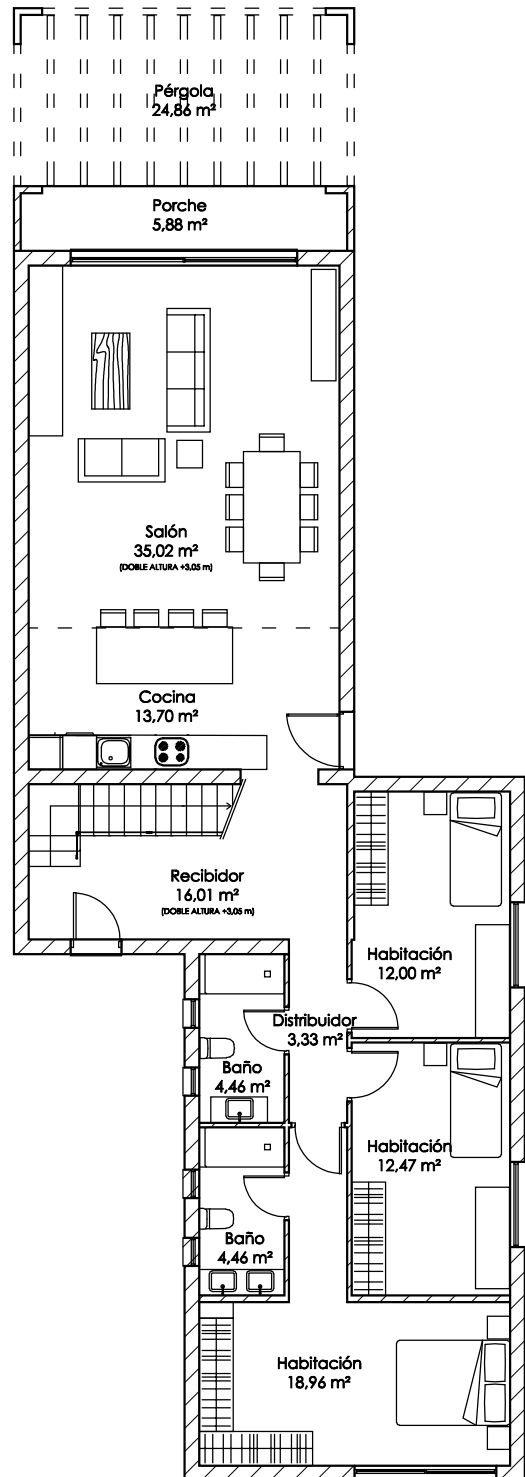 Pérgola
24,86 m²
Porche
5,88 m²
Salón
35,02 m²
(DOBLE ALTURA +3,05 m)
Cocina
13,70 m²
Recibidor
16,01 m²
(DOBLE ALTURA +3,05 m)
Habitación
12,00 m²
Distribuidor
3,33 m²
Baño
4,46 m²
Habitación
12,47 m²
Baño
4,46 m²
Habitación
18,96 m²